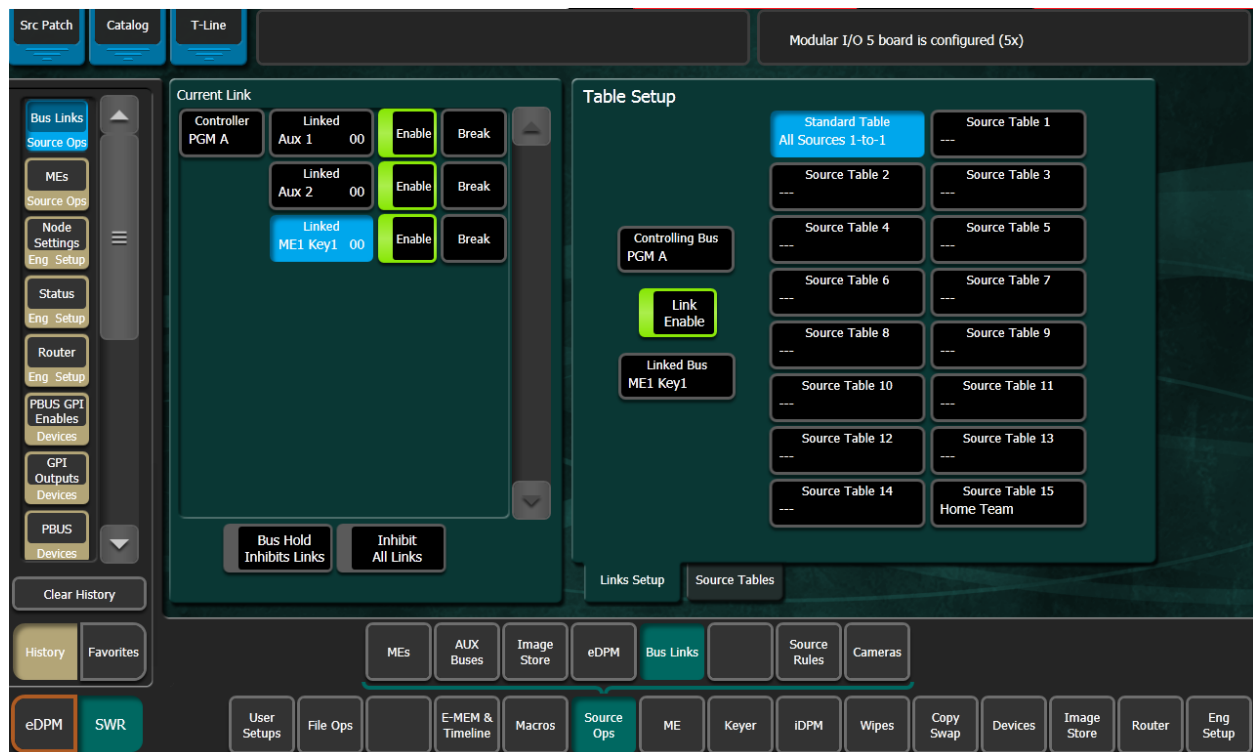 Src Patch
Catalog
T-Line
Modular I/O 5 board is configured (5x)
Bus Links
Source Ops
MEs
Source Ops
Node
Settings
Eng Setup
Status
Eng Setup
Router
Eng Setup
PBUS GPI
Enables
Devices
GPI
Outputs
Devices
PBUS
Devices
Clear History
History
Favorites
Current Link
Controller
PGM A
Linked
Aux 1 00
Enable
Break
Linked
Aux 2 00
Enable
Break
Linked
ME1 Key1 00
Enable
Break
Bus Hold
Inhibits Links
Inhibit
All Links
Table Setup
Controlling Bus
PGM A
Link
Enable
Linked Bus
ME1 Key1
Standard Table
All Sources 1-to-1
Source Table 1
---
Source Table 2
---
Source Table 3
---
Source Table 4
---
Source Table 5
---
Source Table 6
---
Source Table 7
---
Source Table 8
---
Source Table 9
---
Source Table 10
---
Source Table 11
---
Source Table 12
---
Source Table 13
---
Source Table 14
---
Source Table 15
Home Team
Links Setup
Source Tables
MEs
AUX
Buses
Image
Store
eDPM
Bus Links
Source
Rules
Cameras
eDPM
SWR
User
Setups
File Ops
E-MEM &
Timeline
Macros
Source
Ops
ME
Keyer
iDPM
Wipes
Copy
Swap
Devices
Image
Store
Router
Eng
Setup